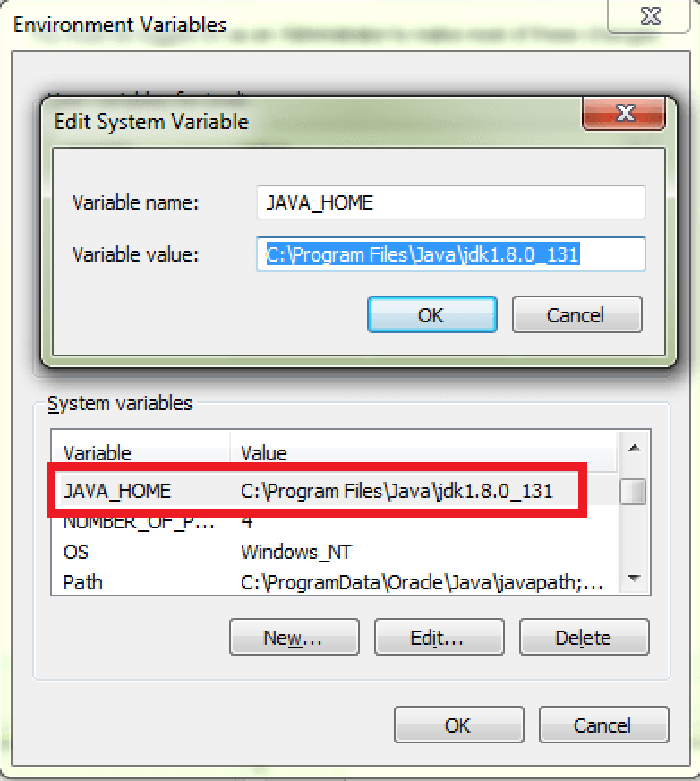 Environment Variables
Edit System Variable
Variable name: JAVA_HOME
Variable value: C:\Program Files\Java\jdk1.8.0_131
OK Cancel
System variables
Variable Value
JAVA_HOME C:\Program Files\Java\jdk1.8.0_131
NUMBER_OF_P... 4
OS Windows_NT
Path C:\ProgramData\Oracle\Java\javapath;...
New... Edit... Delete
OK Cancel